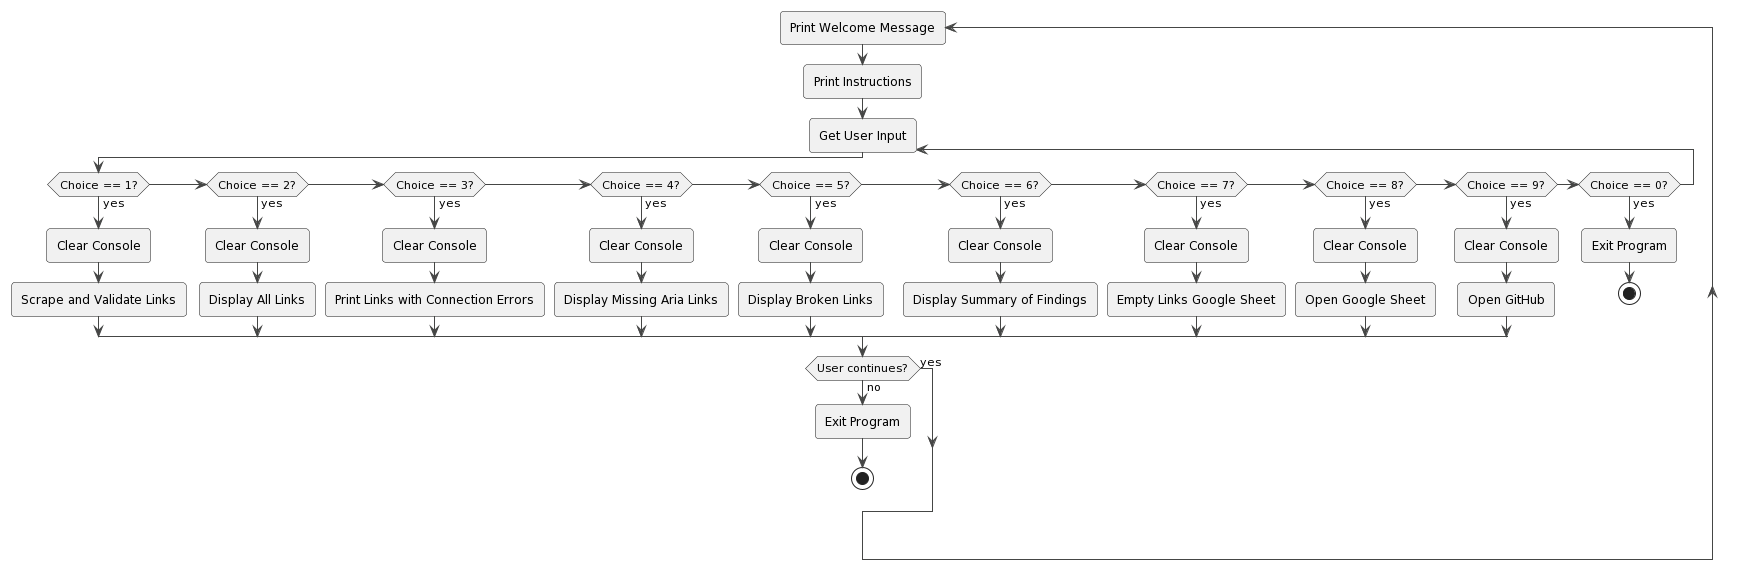 Print Welcome Message
Print Instructions
Get User Input
Choice == 1?
Choice == 2?
Choice == 3?
Choice == 4?
Choice == 5?
Choice == 6?
Choice == 7?
Choice == 8?
Choice == 9?
Choice == 0?
yes
yes
yes
yes
yes
yes
yes
yes
yes
yes
Clear Console
Clear Console
Clear Console
Clear Console
Clear Console
Clear Console
Clear Console
Clear Console
Clear Console
Exit Program
Scrape and Validate Links
Display All Links
Print Links with Connection Errors
Display Missing Aria Links
Display Broken Links
Display Summary of Findings
Empty Links Google Sheet
Open Google Sheet
Open GitHub
User continues?
yes
no
Exit Program